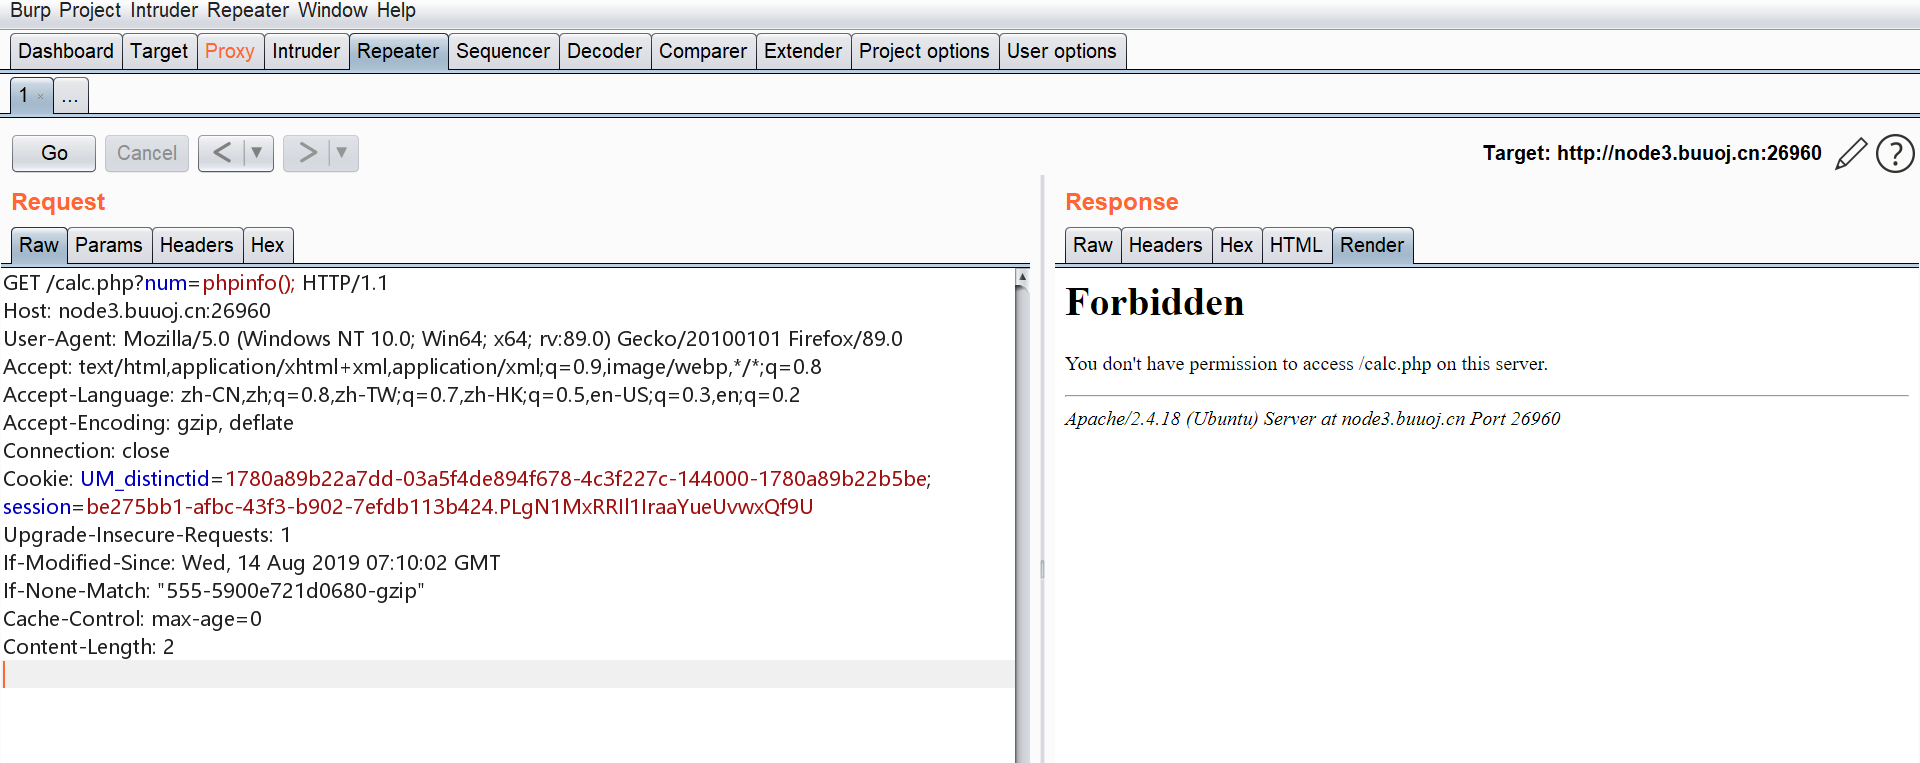 Burp Project Intruder Repeater Window Help
Dashboard Target Proxy Intruder Repeater Sequencer Decoder Comparer Extender Project options User options
1 × ...
Go Cancel < ▼ > ▼ Target: http://node3.buuoj.cn:26960 ?
Request
Raw Params Headers Hex
GET /calc.php?num=phpinfo(); HTTP/1.1
Host: node3.buuoj.cn:26960
User-Agent: Mozilla/5.0 (Windows NT 10.0; Win64; x64; rv:89.0) Gecko/20100101 Firefox/89.0
Accept: text/html,application/xhtml+xml,application/xml;q=0.9,image/webp,*/*;q=0.8
Accept-Language: zh-CN,zh;q=0.8,zh-TW;q=0.7,zh-HK;q=0.5,en-US;q=0.3,en;q=0.2
Accept-Encoding: gzip, deflate
Connection: close
Cookie: UM_distinctid=1780a89b22a7dd-03a5f4de894f678-4c3f227c-144000-1780a89b22b5be;
session=be275bb1-afbc-43f3-b902-7efdb113b424.PLgN1MxRRIl1IraaYueUvwxQf9U
Upgrade-Insecure-Requests: 1
If-Modified-Since: Wed, 14 Aug 2019 07:10:02 GMT
If-None-Match: "555-5900e721d0680-gzip"
Cache-Control: max-age=0
Content-Length: 2
Response
Raw Headers Hex HTML Render
Forbidden
You don't have permission to access /calc.php on this server.
Apache/2.4.18 (Ubuntu) Server at node3.buuoj.cn Port 26960